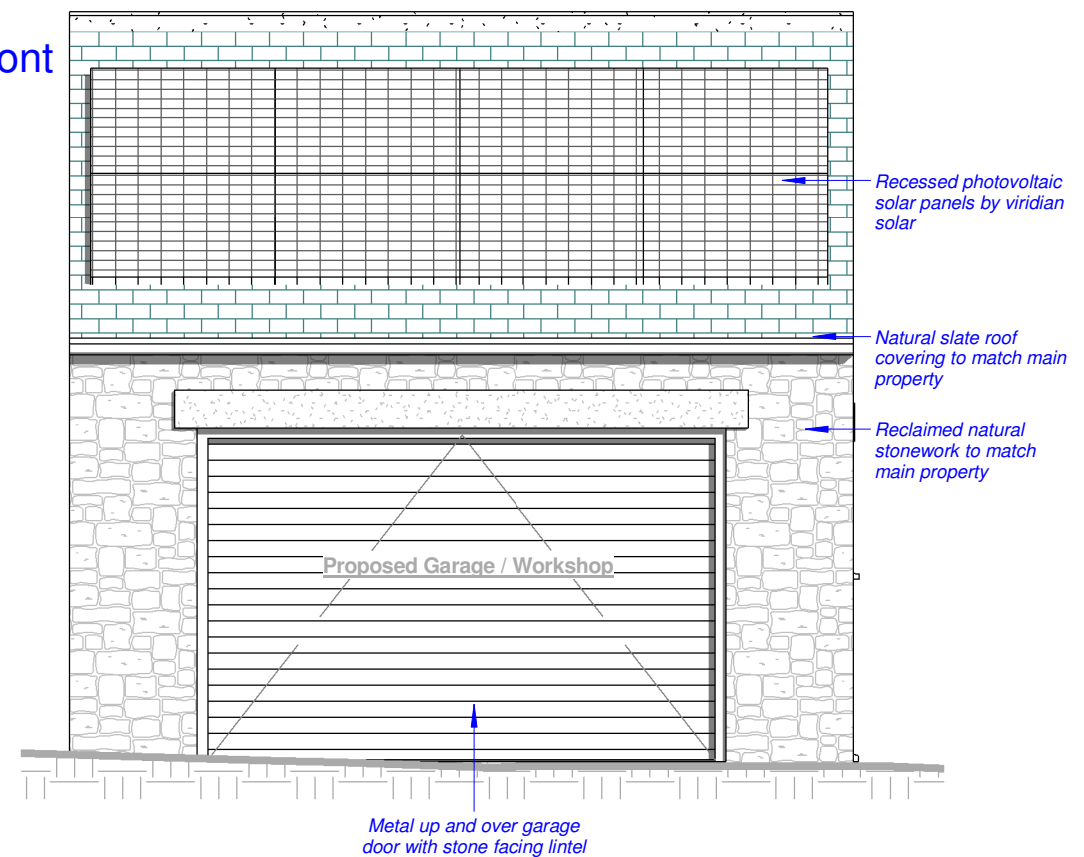 ont
Recessed photovoltaic
solar panels by viridian
solar
Natural slate roof
covering to match main
property
Reclaimed natural
stonework to match
main property
Proposed Garage / Workshop
Metal up and over garage
door with stone facing lintel